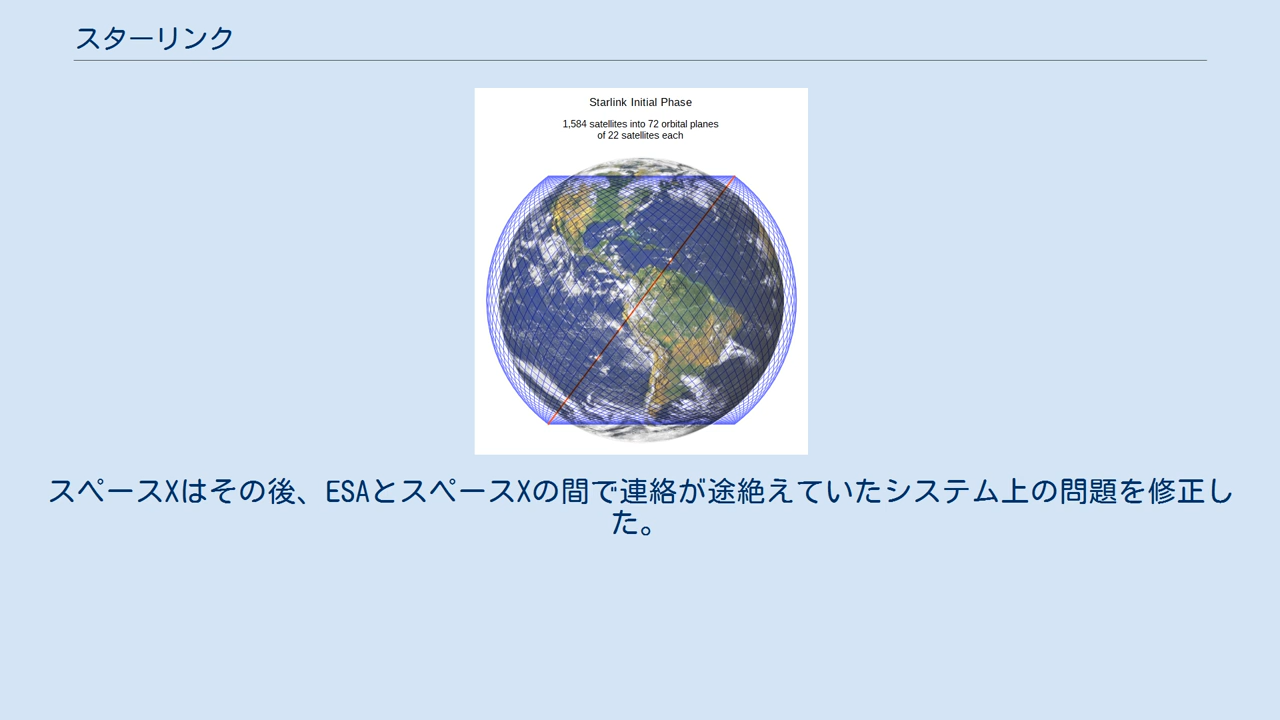 スターリンク
Starlink Initial Phase
1,584 satellites into 72 orbital planes
of 22 satellites each
スペースXはその後、ESAとスペースXの間で連絡が途絶えていたシステム上の問題を修正し
た。